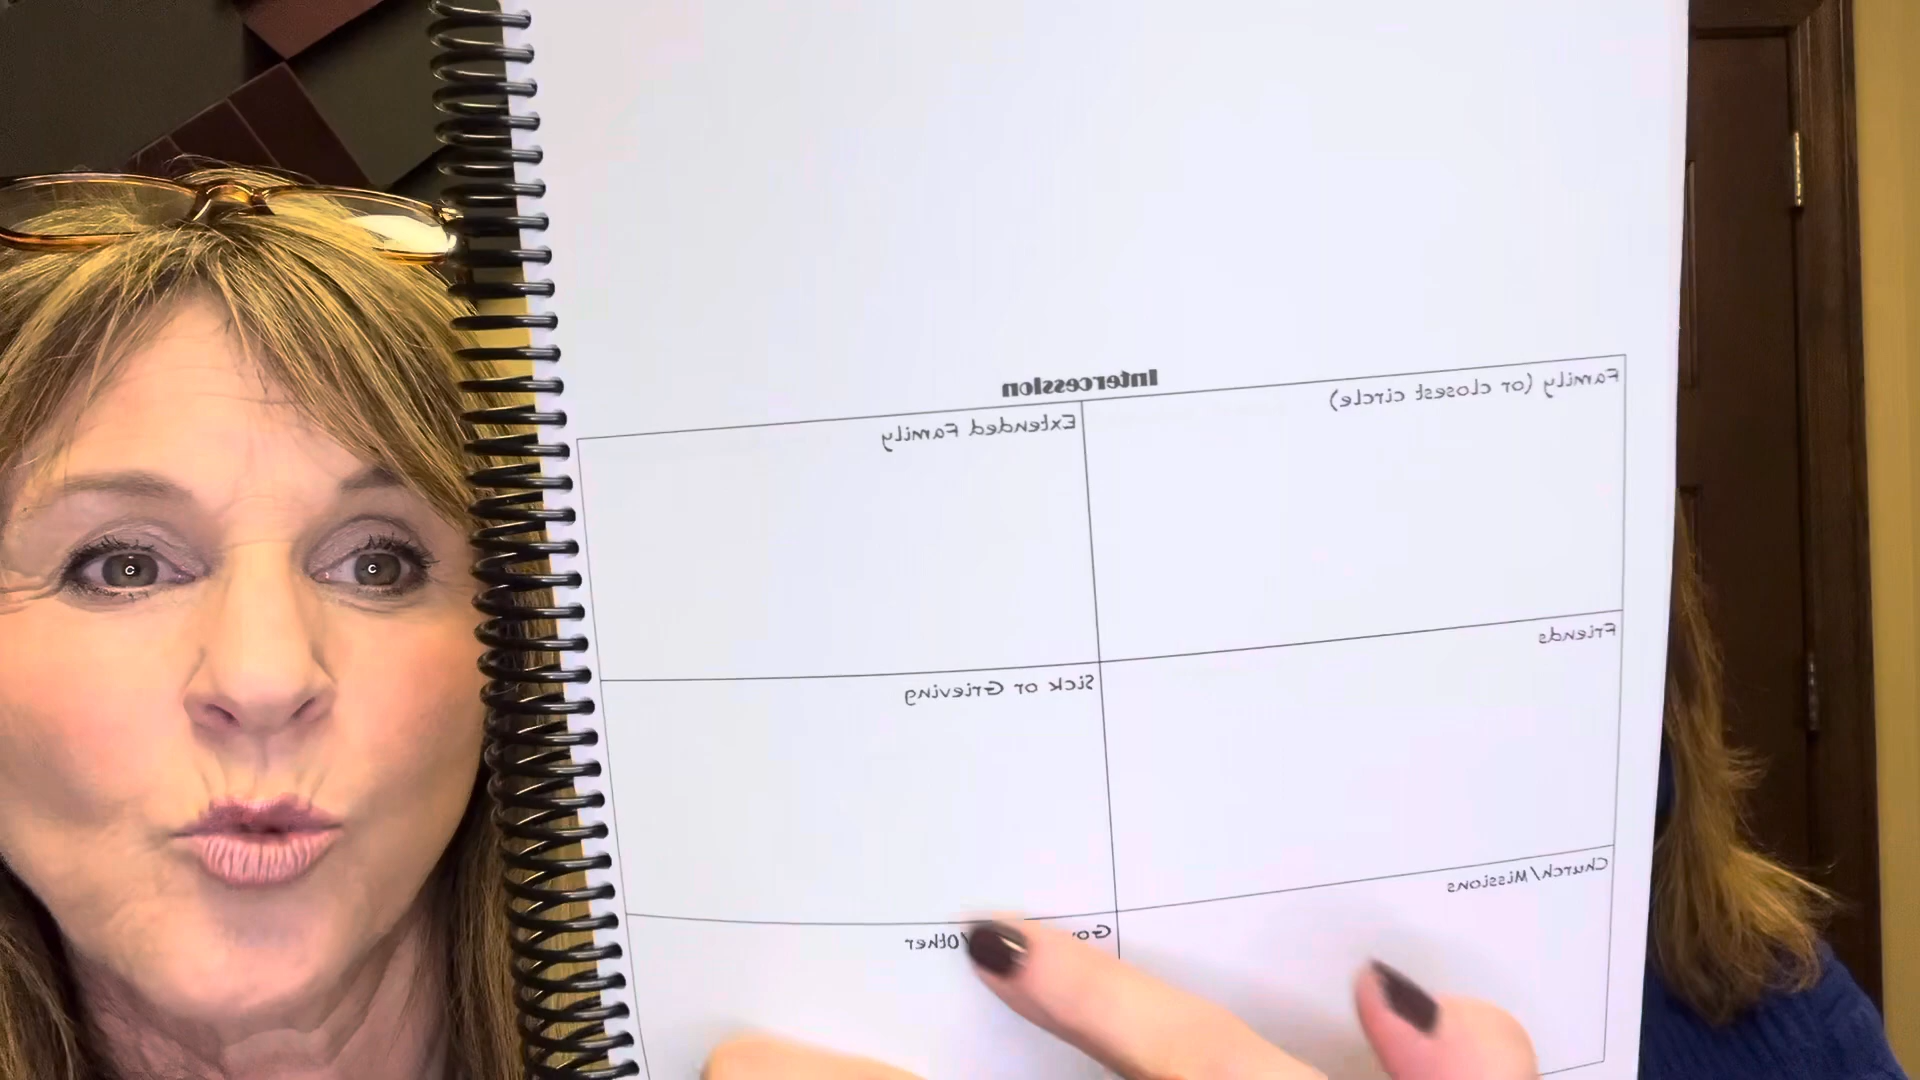 Intercession
Family (or closest circle)
Extended Family
Friends
Sick or Grieving
Church/Missions
/Other